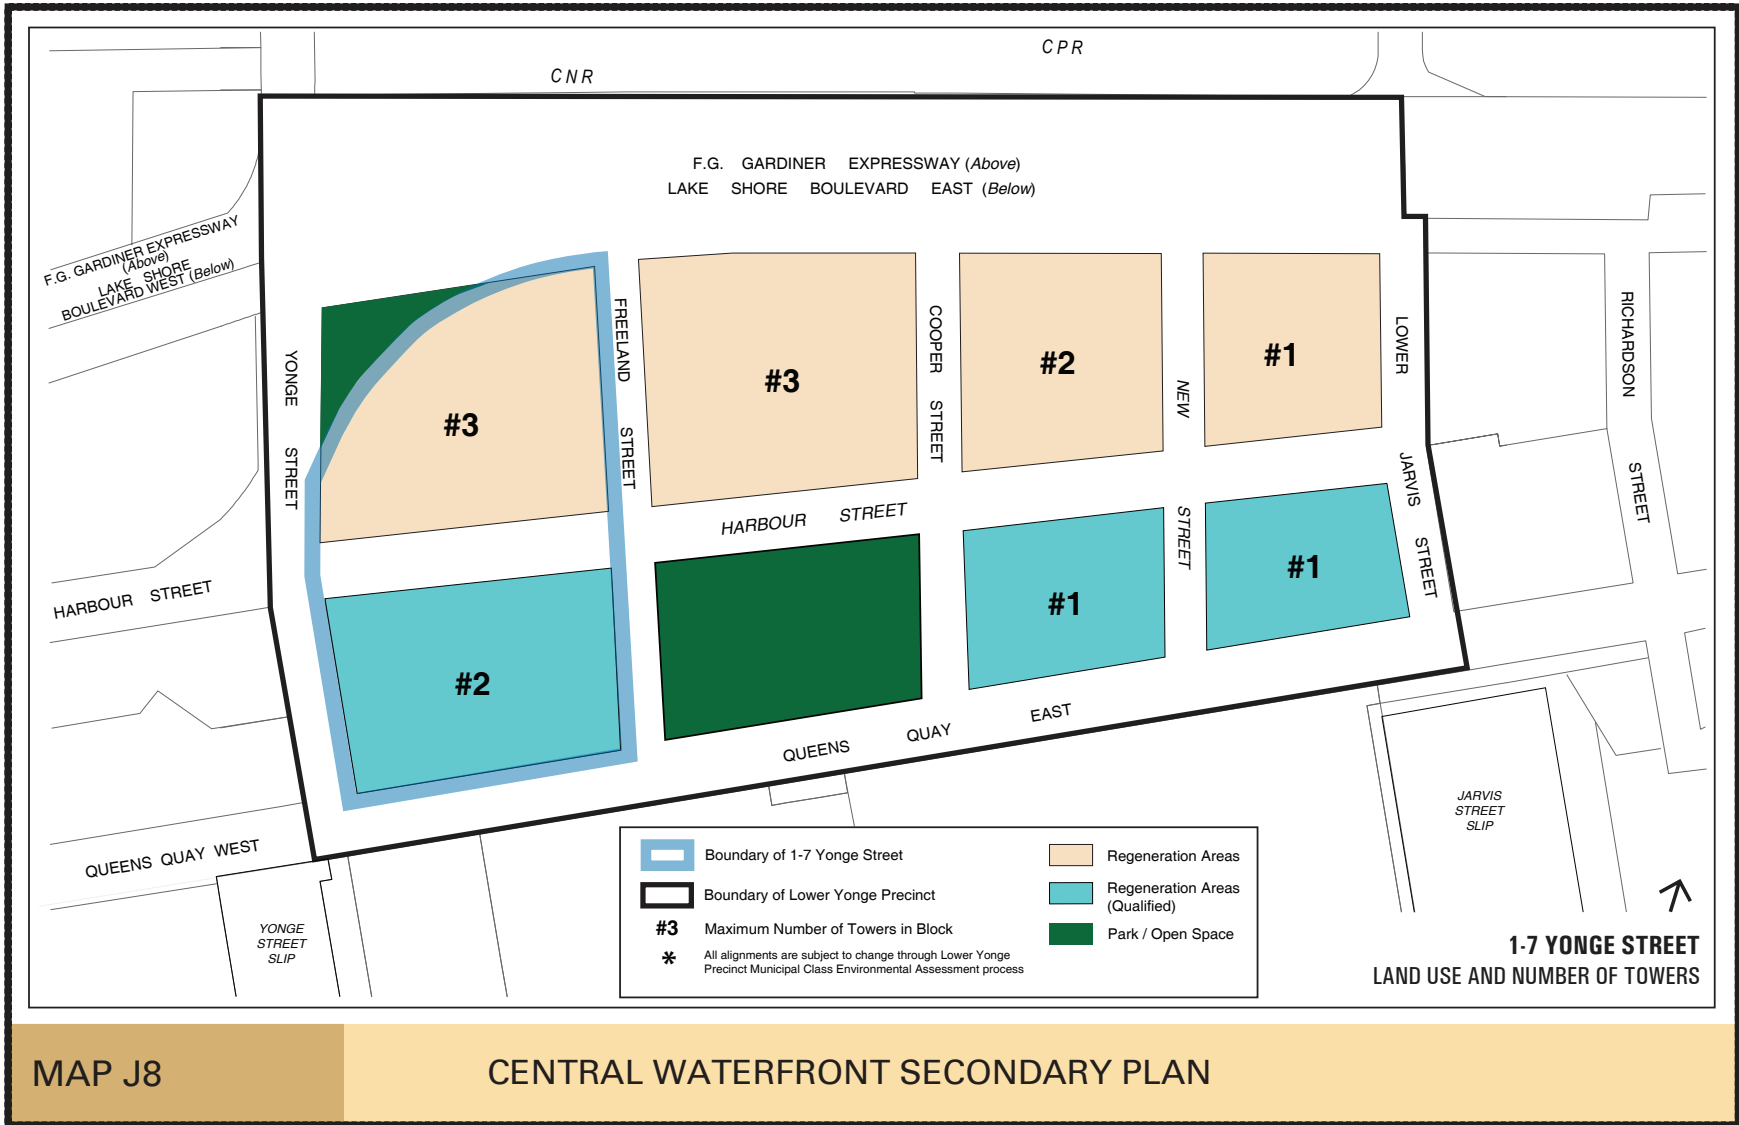 CPR
CNR
F.G. GARDINER EXPRESSWAY (Above)
LAKE SHORE BOULEVARD EAST (Below)
F.G. GARDINER EXPRESSWAY
(Above)
LAKE SHORE
BOULEVARD WEST (Below)
YONGE STREET
FREELAND STREET
COOPER STREET
NEW STREET
LOWER JARVIS STREET
RICHARDSON STREET
#3
#3
#2
#1
HARBOUR STREET
HARBOUR STREET
#2
#1
#1
QUEENS QUAY EAST
QUEENS QUAY WEST
YONGE
STREET
SLIP
JARVIS
STREET
SLIP
Boundary of 1-7 Yonge Street
Boundary of Lower Yonge Precinct
#3 Maximum Number of Towers in Block
* All alignments are subject to change through Lower Yonge
Precinct Municipal Class Environmental Assessment process
Regeneration Areas
Regeneration Areas
(Qualified)
Park / Open Space
1-7 YONGE STREET
LAND USE AND NUMBER OF TOWERS
MAP J8
CENTRAL WATERFRONT SECONDARY PLAN